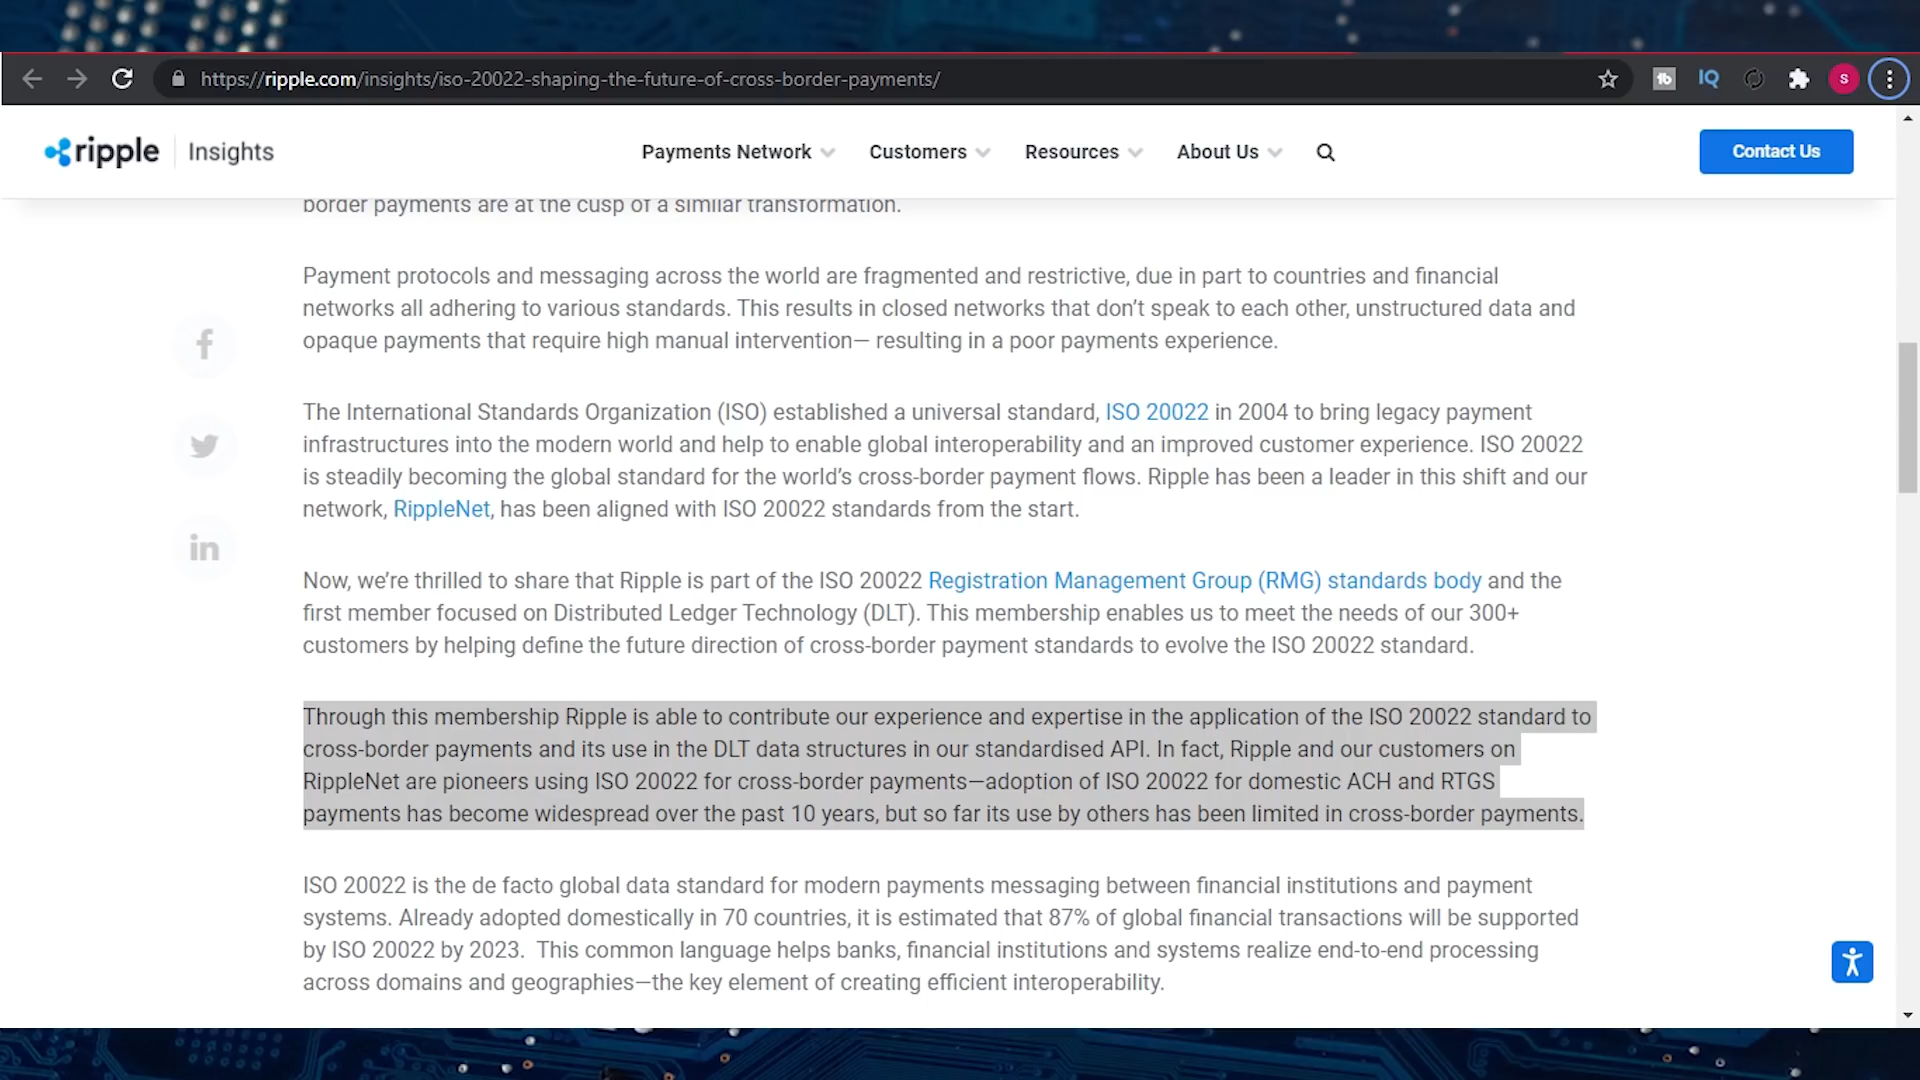 https://ripple.com/insights/iso-20022-shaping-the-future-of-cross-border-payments/
tb
IQ
S
ripple
Insights
Payments Network
Customers
Resources
About Us
Contact Us
border payments are at the cusp of a similar transformation.
Payment protocols and messaging across the world are fragmented and restrictive, due in part to countries and financial
networks all adhering to various standards. This results in closed networks that don’t speak to each other, unstructured data and
opaque payments that require high manual intervention— resulting in a poor payments experience.
The International Standards Organization (ISO) established a universal standard, ISO 20022 in 2004 to bring legacy payment
infrastructures into the modern world and help to enable global interoperability and an improved customer experience. ISO 20022
is steadily becoming the global standard for the world’s cross-border payment flows. Ripple has been a leader in this shift and our
network, RippleNet, has been aligned with ISO 20022 standards from the start.
Now, we’re thrilled to share that Ripple is part of the ISO 20022 Registration Management Group (RMG) standards body and the
first member focused on Distributed Ledger Technology (DLT). This membership enables us to meet the needs of our 300+
customers by helping define the future direction of cross-border payment standards to evolve the ISO 20022 standard.
Through this membership Ripple is able to contribute our experience and expertise in the application of the ISO 20022 standard to
cross-border payments and its use in the DLT data structures in our standardised API. In fact, Ripple and our customers on
RippleNet are pioneers using ISO 20022 for cross-border payments—adoption of ISO 20022 for domestic ACH and RTGS
payments has become widespread over the past 10 years, but so far its use by others has been limited in cross-border payments.
ISO 20022 is the de facto global data standard for modern payments messaging between financial institutions and payment
systems. Already adopted domestically in 70 countries, it is estimated that 87% of global financial transactions will be supported
by ISO 20022 by 2023.  This common language helps banks, financial institutions and systems realize end-to-end processing
across domains and geographies—the key element of creating efficient interoperability.